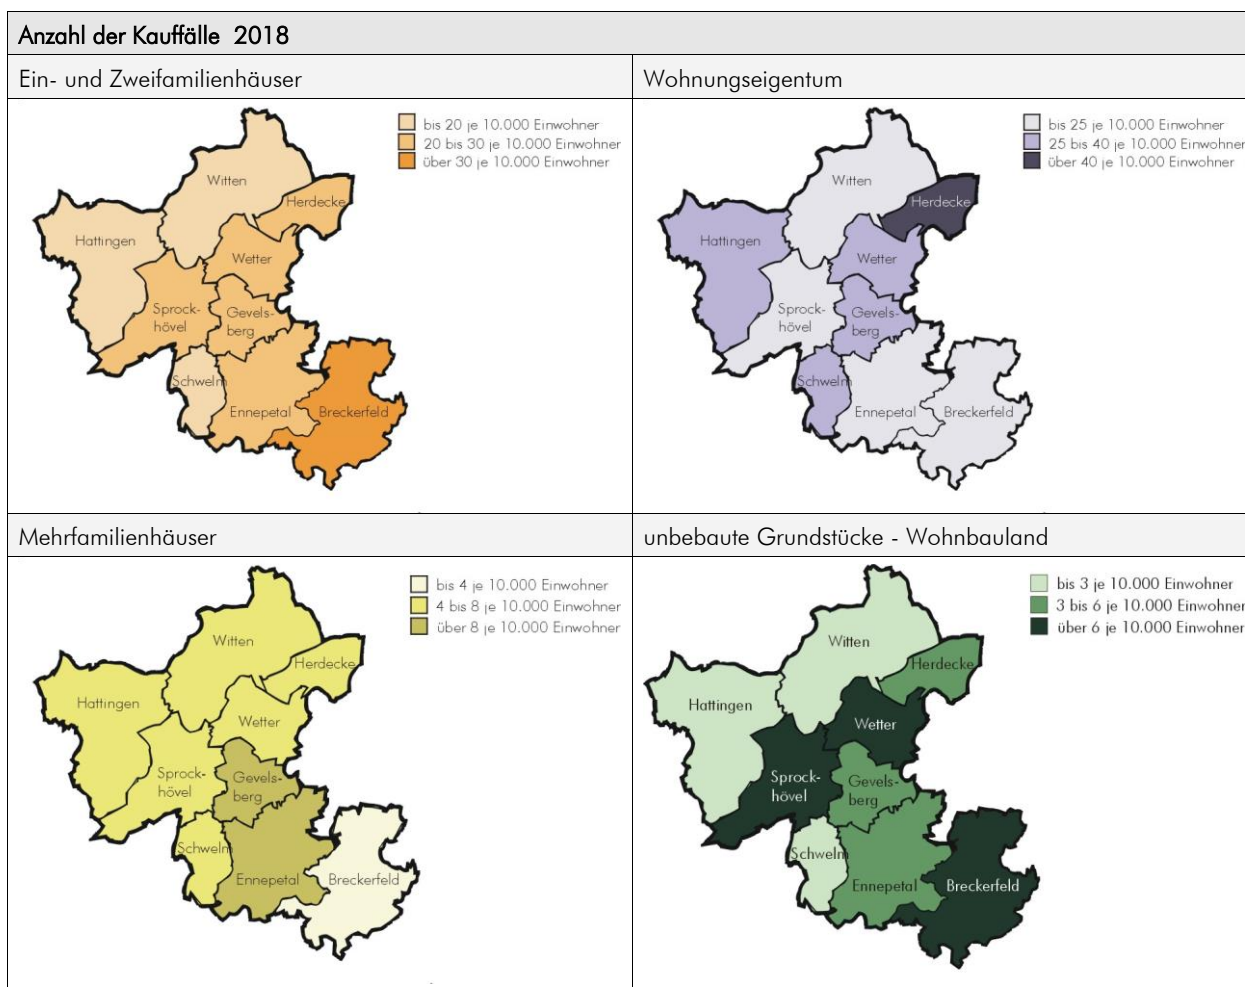 Anzahl der Kauffälle 2018
Ein- und Zweifamilienhäuser
bis 20 je 10.000 Einwohner
20 bis 30 je 10.000 Einwohner
über 30 je 10.000 Einwohner
Witten
Herdecke
Hattingen
Wetter
Sprock-
hövel
Gevels-
berg
Schwelm
Ennepetal
Breckerfeld
Wohnungseigentum
bis 25 je 10.000 Einwohner
25 bis 40 je 10.000 Einwohner
über 40 je 10.000 Einwohner
Witten
Herdecke
Hattingen
Wetter
Sprock-
hövel
Gevels-
berg
Schwelm
Ennepetal
Breckerfeld
Mehrfamilienhäuser
bis 4 je 10.000 Einwohner
4 bis 8 je 10.000 Einwohner
über 8 je 10.000 Einwohner
Witten
Herdecke
Hattingen
Wetter
Sprock-
hövel
Gevels-
berg
Schwelm
Ennepetal
Breckerfeld
unbebaute Grundstücke - Wohnbauland
bis 3 je 10.000 Einwohner
3 bis 6 je 10.000 Einwohner
über 6 je 10.000 Einwohner
Witten
Herdecke
Hattingen
Wetter
Sprock-
hövel
Gevels-
berg
Schwelm
Ennepetal
Breckerfeld